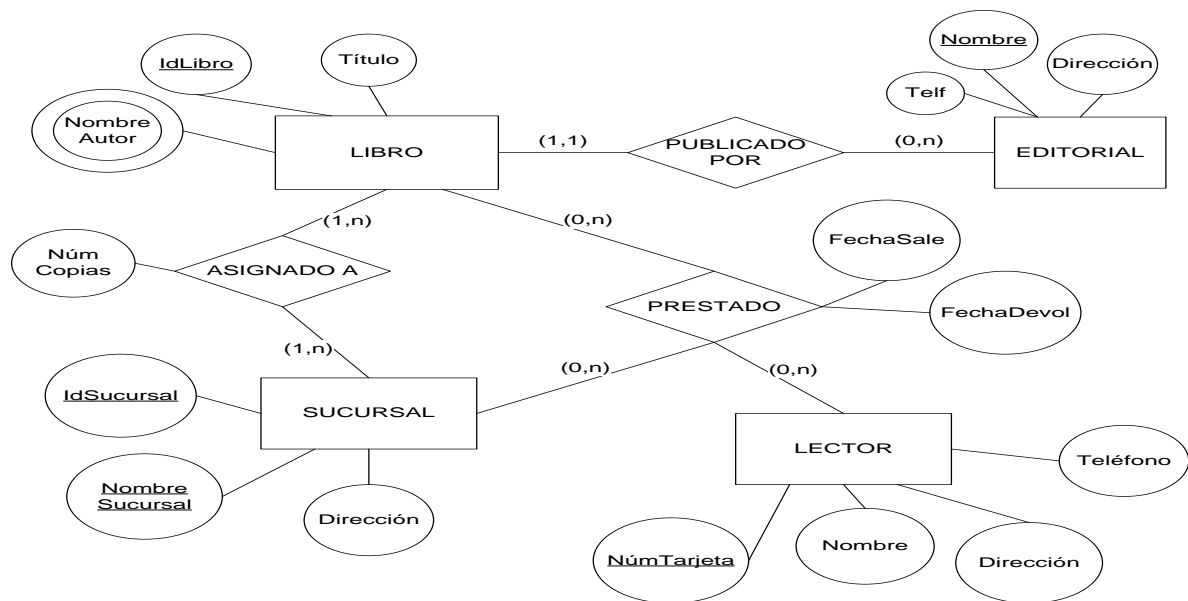 Nombre
IdLibro
Título
Dirección
Telf
Nombre
Autor
LIBRO
(1,1)
PUBLICADO
POR
(0,n)
EDITORIAL
(1,n)
(0,n)
FechaSale
Núm
Copias
ASIGNADO A
PRESTADO
FechaDevol
(1,n)
(0,n)
(0,n)
IdSucursal
SUCURSAL
LECTOR
Teléfono
Nombre
Sucursal
Dirección
NúmTarjeta
Nombre
Dirección